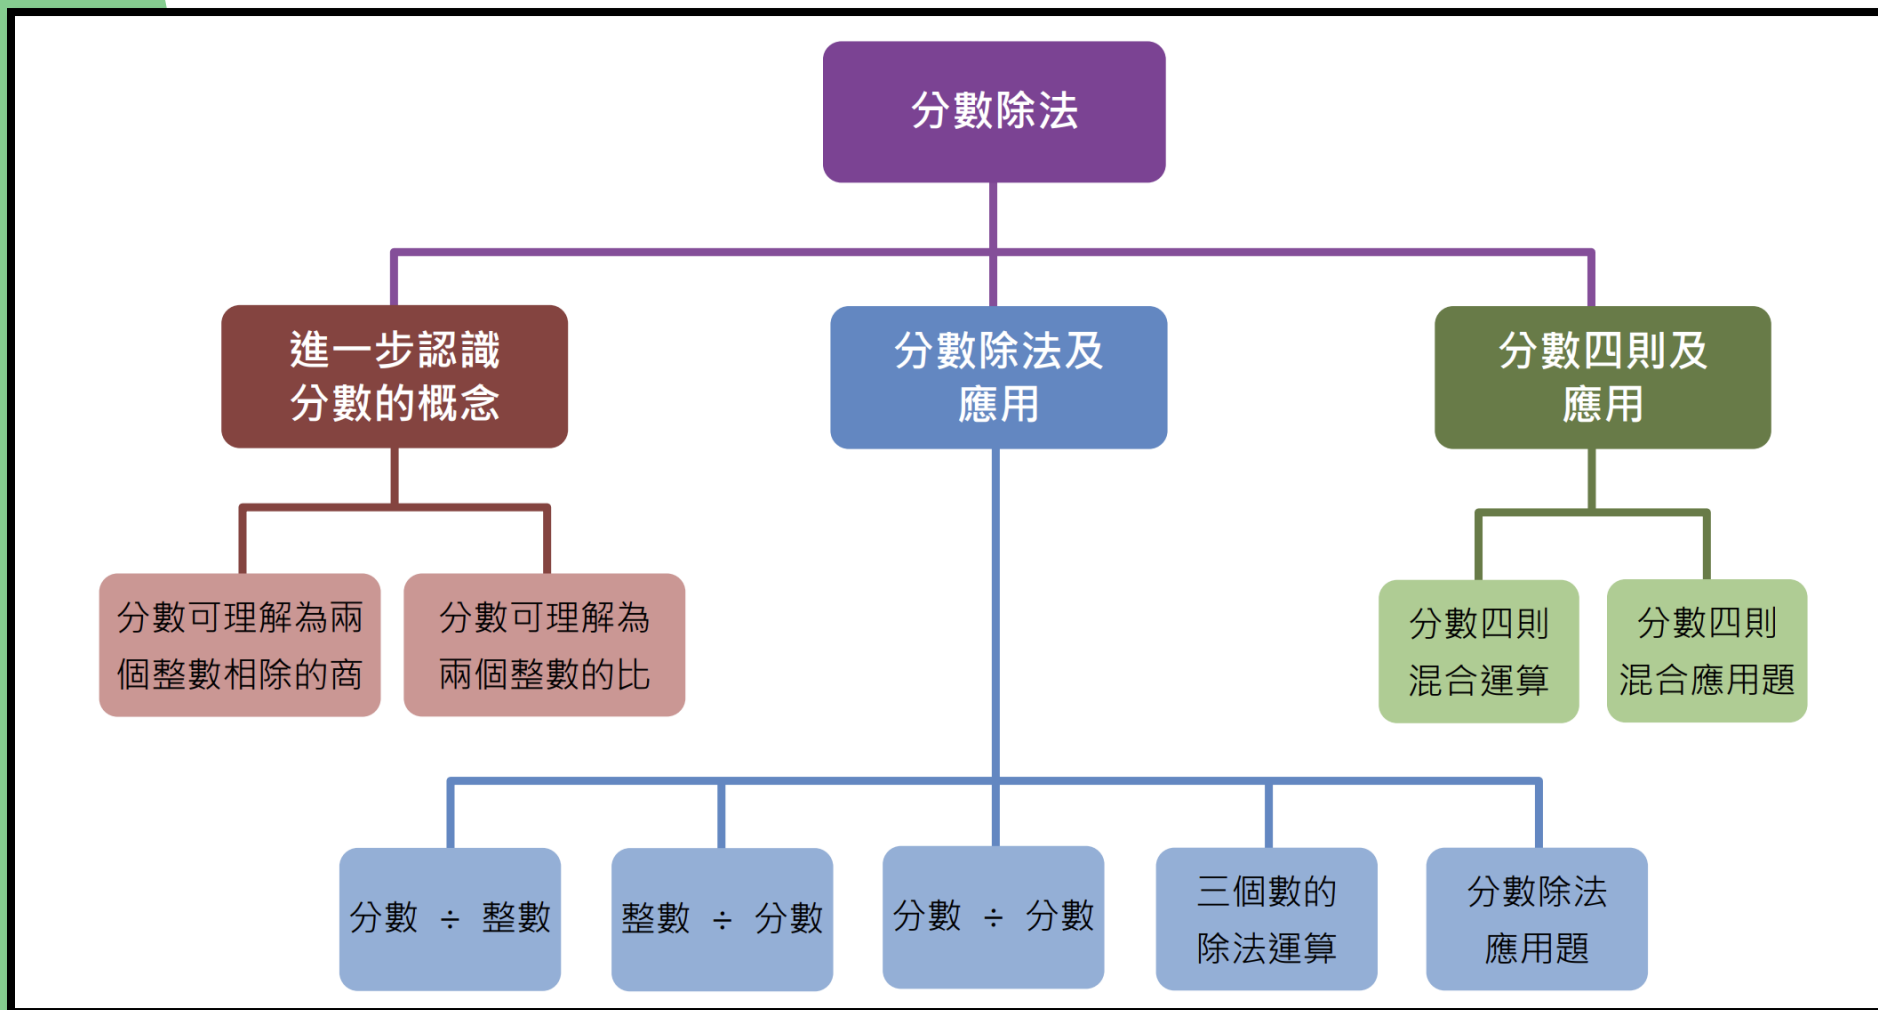 分數除法
進一步認識
分數的概念
分數除法及
應用
分數四則及
應用
分數可理解為兩
個整數相除的商
分數可理解為
兩個整數的比
分數四則
混合運算
分數四則
混合應用題
分數 ÷ 整數
整數 ÷ 分數
分數 ÷ 分數
三個數的
除法運算
分數除法
應用題